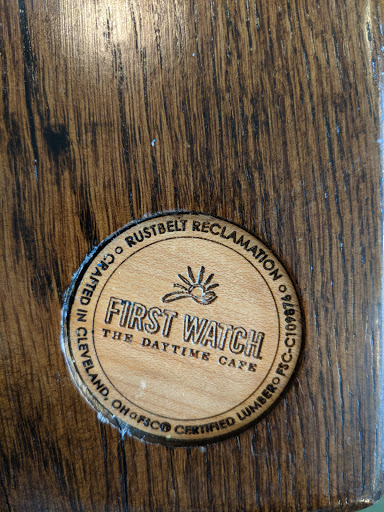 RUSTBELT RECLAMATION
CRAFTED IN CLEVELAND, OH
FSC® CERTIFIED LUMBER
FSC-C109876
FIRST WATCH
THE DAYTIME CAFE